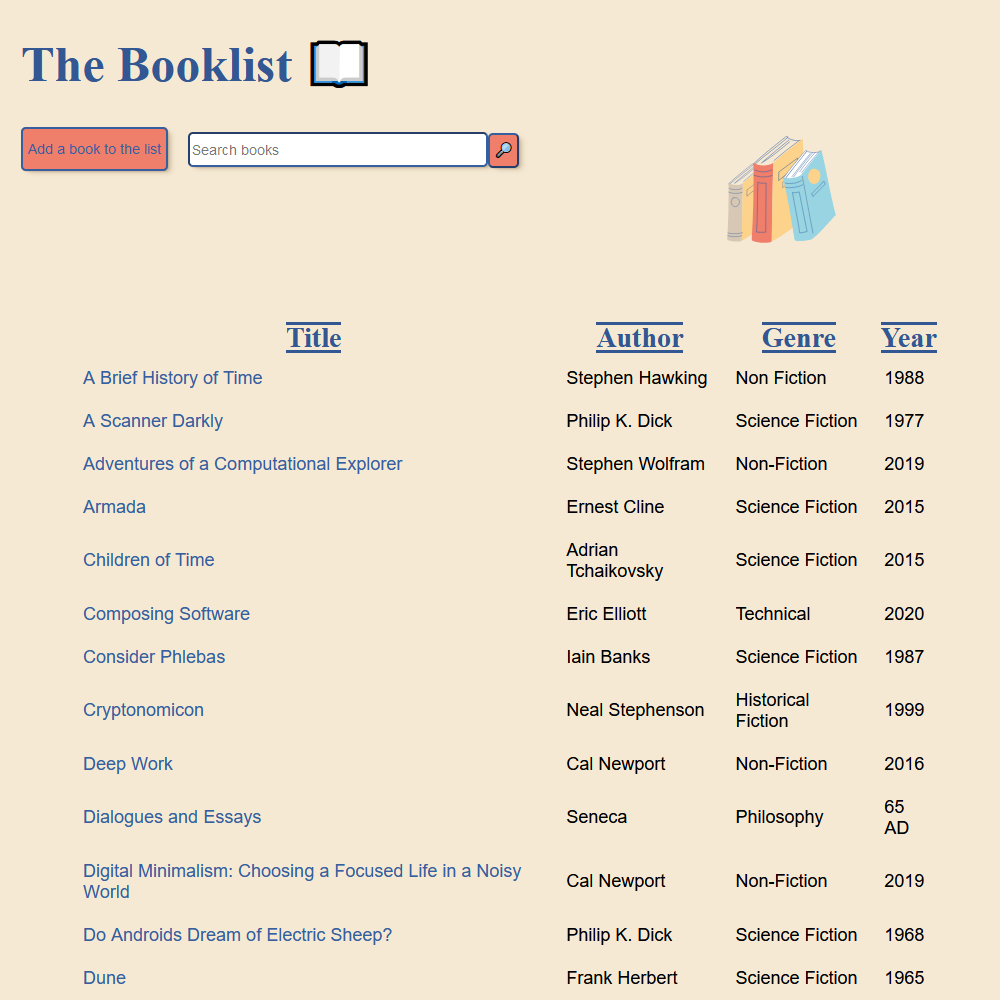 The Booklist
Add a book to the list
Search books
Title Author Genre Year
A Brief History of Time Stephen Hawking Non Fiction 1988
A Scanner Darkly Philip K. Dick Science Fiction 1977
Adventures of a Computational Explorer Stephen Wolfram Non-Fiction 2019
Armada Ernest Cline Science Fiction 2015
Children of Time Adrian Tchaikovsky Science Fiction 2015
Composing Software Eric Elliott Technical 2020
Consider Phlebas Iain Banks Science Fiction 1987
Cryptonomicon Neal Stephenson Historical Fiction 1999
Deep Work Cal Newport Non-Fiction 2016
Dialogues and Essays Seneca Philosophy 65 AD
Digital Minimalism: Choosing a Focused Life in a Noisy World Cal Newport Non-Fiction 2019
Do Androids Dream of Electric Sheep? Philip K. Dick Science Fiction 1968
Dune Frank Herbert Science Fiction 1965